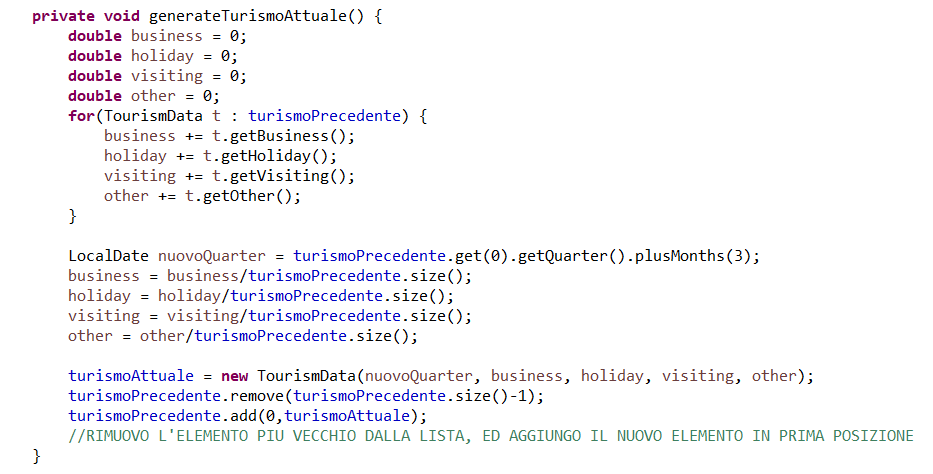 private void generateTurismoAttuale() {
    double business = 0;
    double holiday = 0;
    double visiting = 0;
    double other = 0;
    for(TourismData t : turismoPrecedente) {
        business += t.getBusiness();
        holiday += t.getHoliday();
        visiting += t.getVisiting();
        other += t.getOther();
    }

    LocalDate nuovoQuarter = turismoPrecedente.get(0).getQuarter().plusMonths(3);
    business = business/turismoPrecedente.size();
    holiday = holiday/turismoPrecedente.size();
    visiting = visiting/turismoPrecedente.size();
    other = other/turismoPrecedente.size();

    turismoAttuale = new TourismData(nuovoQuarter, business, holiday, visiting, other);
    turismoPrecedente.remove(turismoPrecedente.size()-1);
    turismoPrecedente.add(0,turismoAttuale);
    //RIMUOVO L'ELEMENTO PIU VECCHIO DALLA LISTA, ED AGGIUNGO IL NUOVO ELEMENTO IN PRIMA POSIZIONE
}